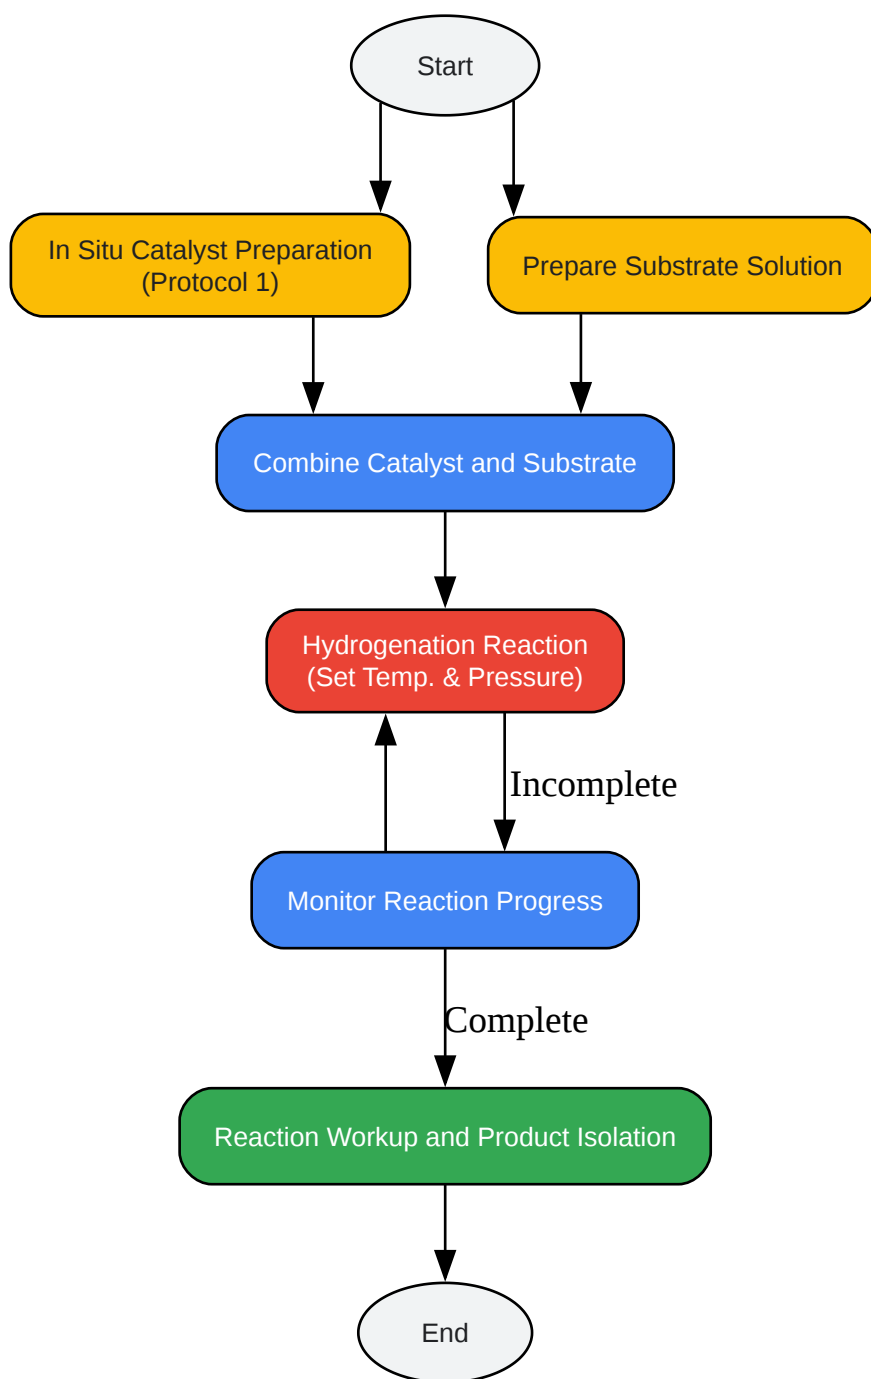 Start
In Situ Catalyst Preparation
(Protocol 1)
Prepare Substrate Solution
Combine Catalyst and Substrate
Hydrogenation Reaction
(Set Temp. & Pressure)
Incomplete
Monitor Reaction Progress
Complete
Reaction Workup and Product Isolation
End